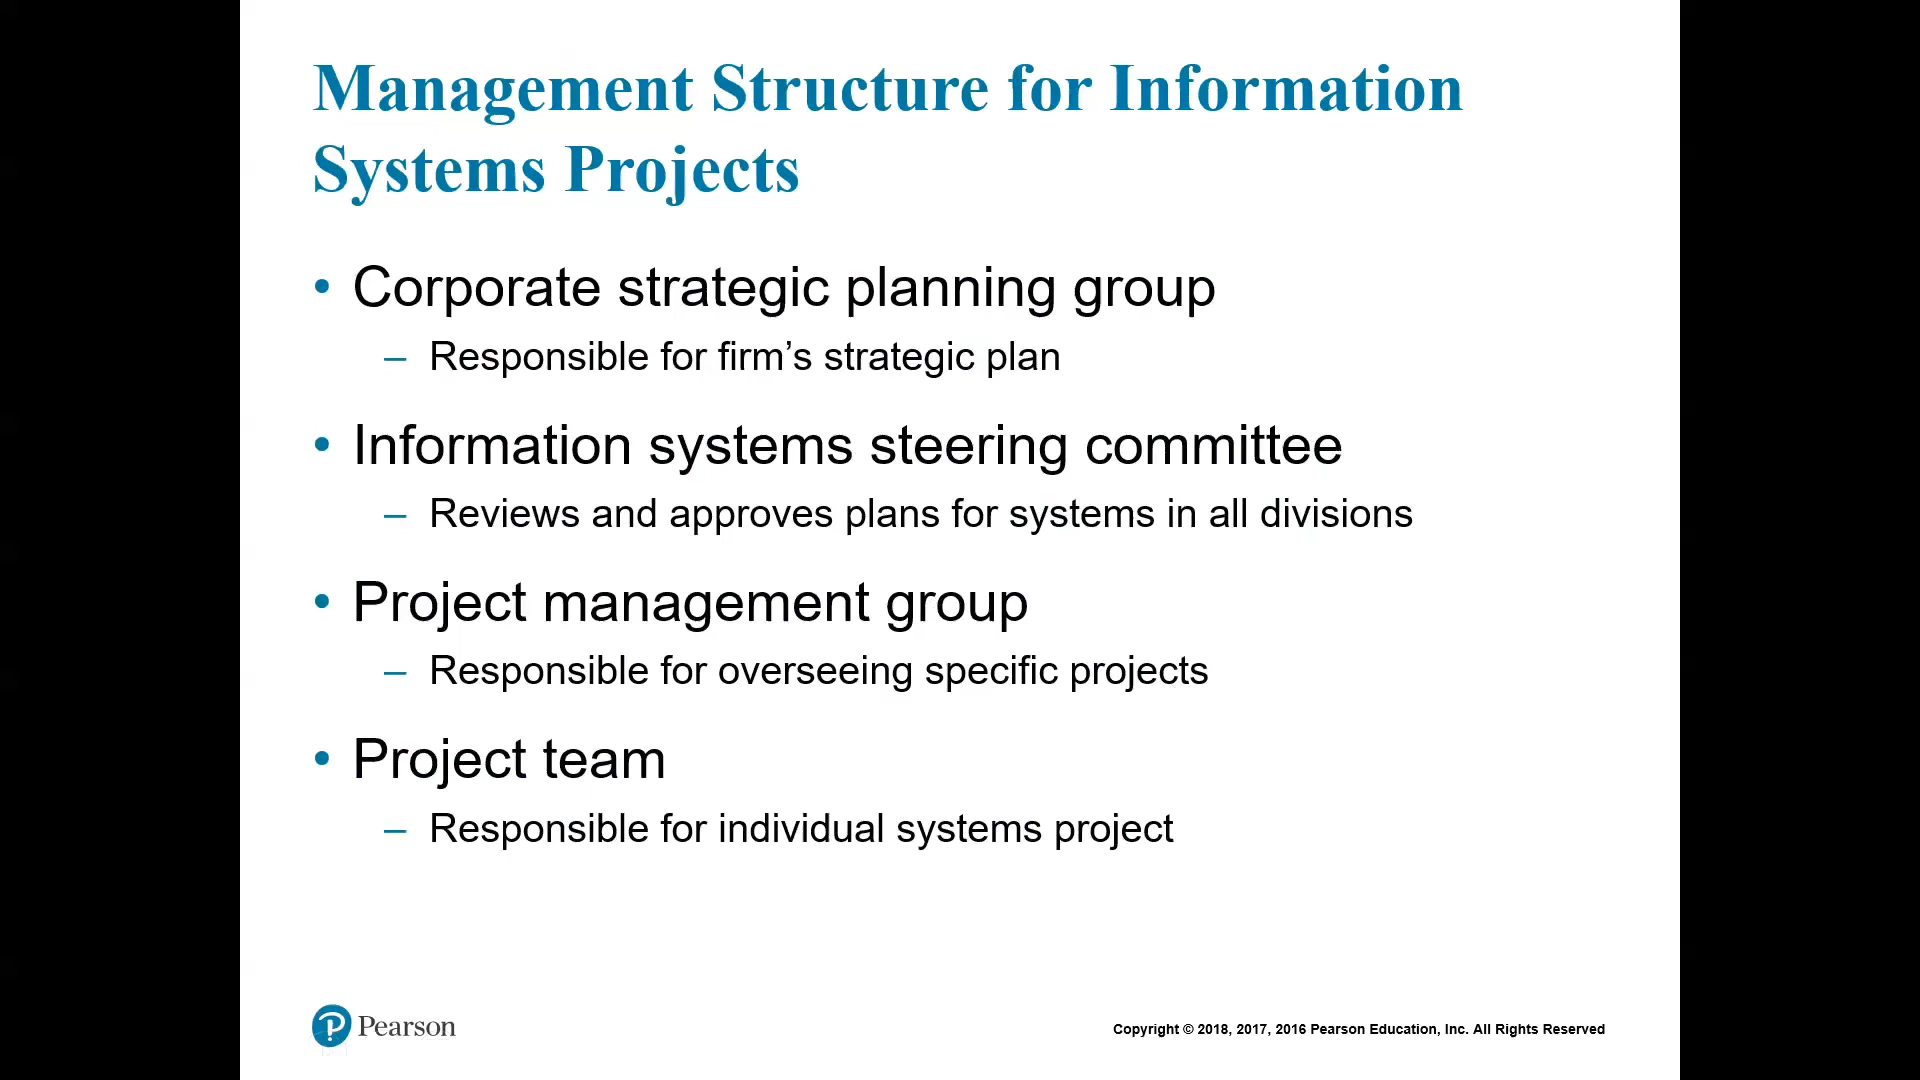 Management Structure for Information
Systems Projects
• Corporate strategic planning group
– Responsible for firm’s strategic plan
• Information systems steering committee
– Reviews and approves plans for systems in all divisions
• Project management group
– Responsible for overseeing specific projects
• Project team
– Responsible for individual systems project
Pearson
Copyright © 2018, 2017, 2016 Pearson Education, Inc. All Rights Reserved